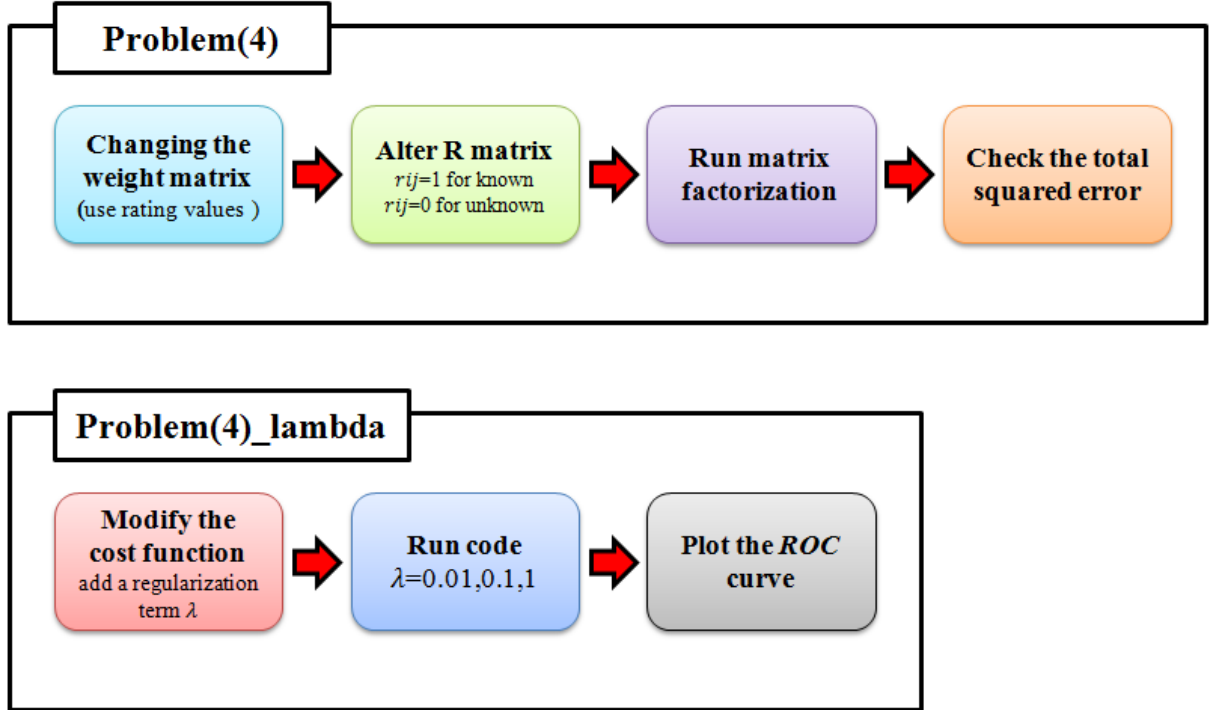 Problem(4)
Changing the
weight matrix
(use rating values )
Alter R matrix
rij=1 for known
rij=0 for unknown
Run matrix
factorization
Check the total
squared error
Problem(4)_lambda
Modify the
cost function
add a regularization
term λ
Run code
λ=0.01,0.1,1
Plot the ROC
curve